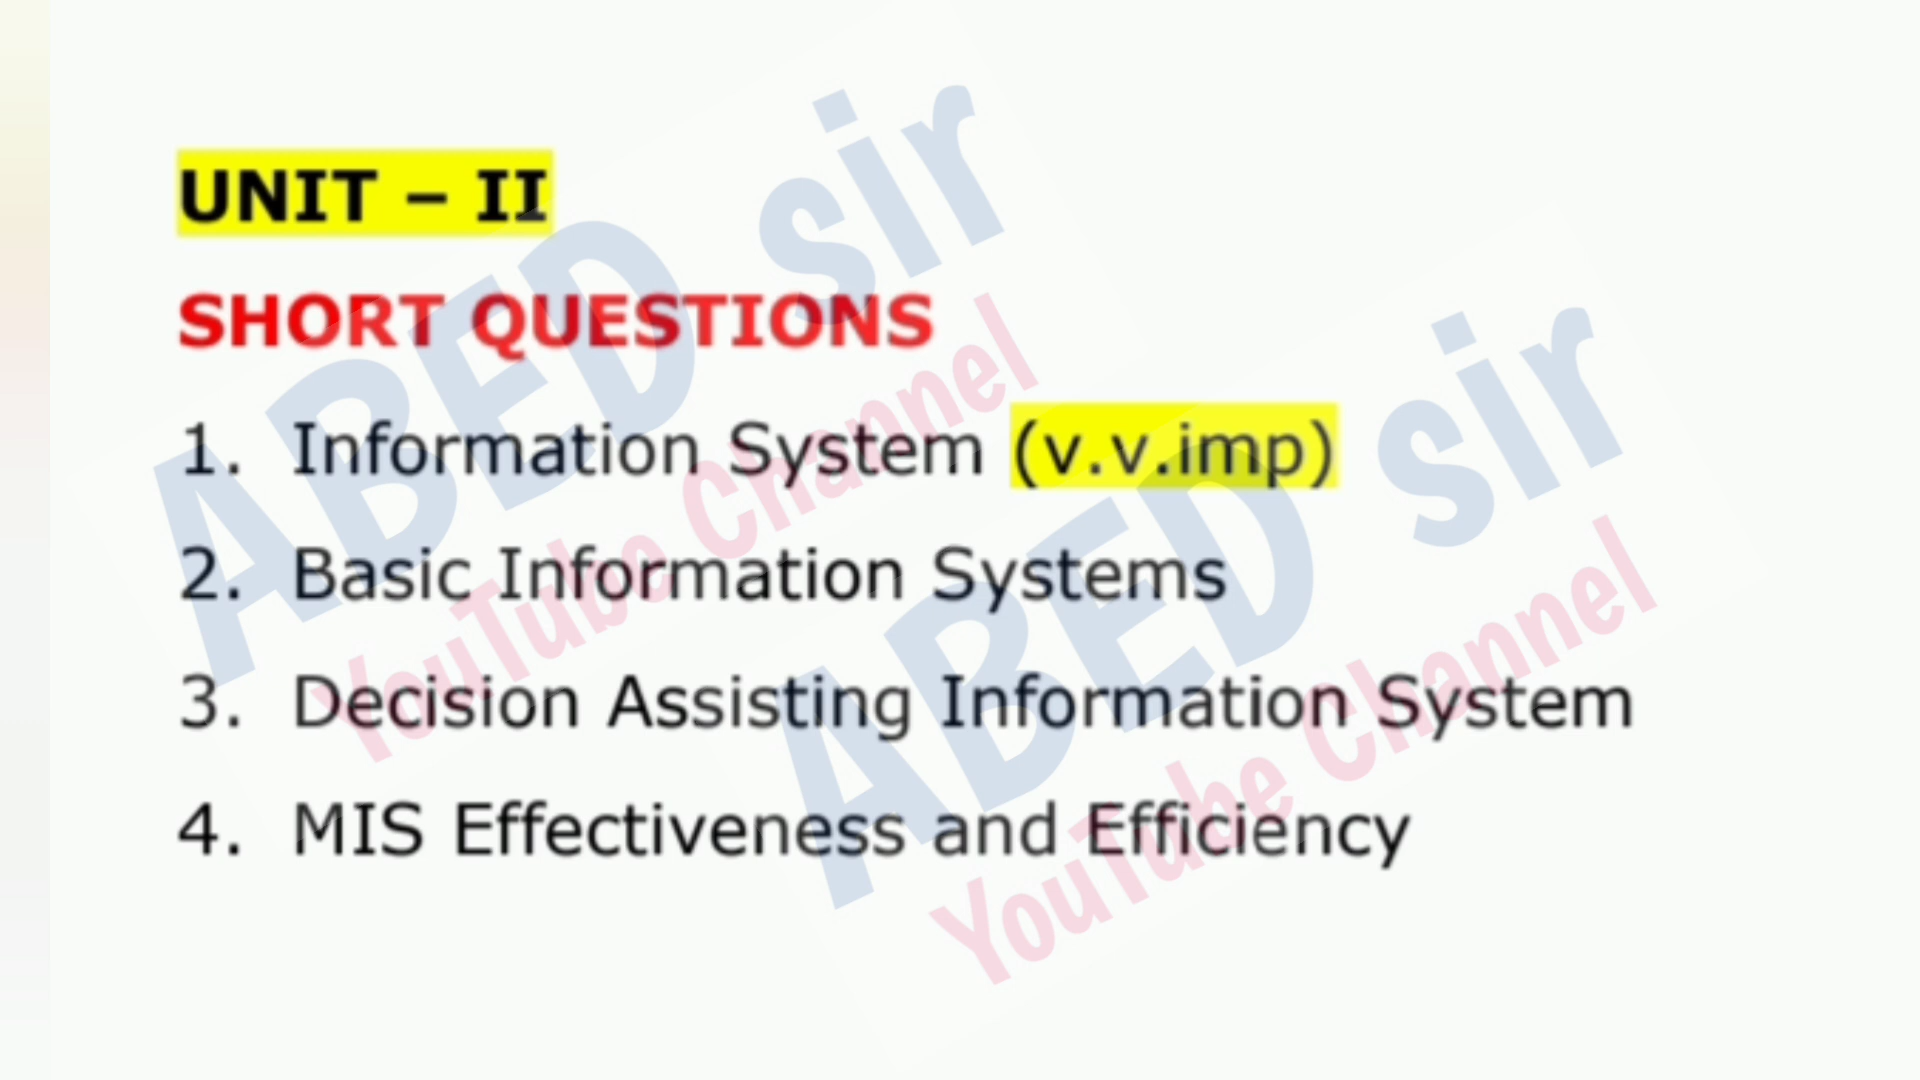 UNIT – II
SHORT QUESTIONS
1. Information System (v.v.imp)
2. Basic Information Systems
3. Decision Assisting Information System
4. MIS Effectiveness and Efficiency
ABED sir
YouTube Channel
ABED sir
YouTube Channel